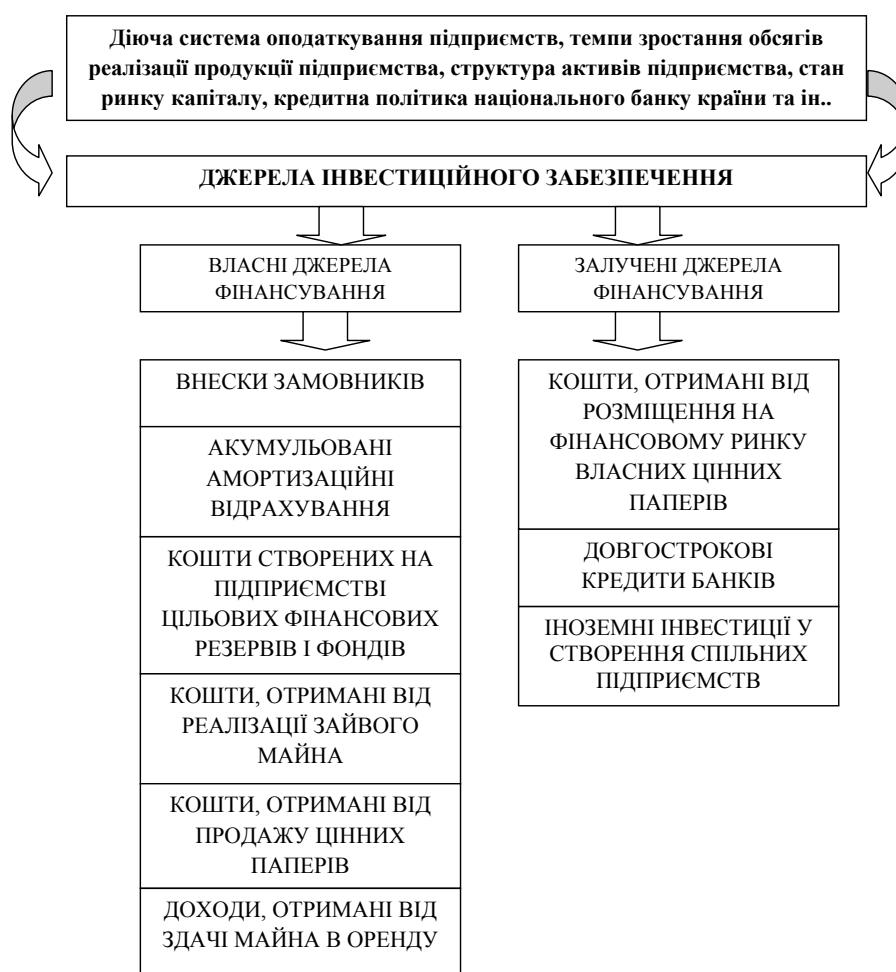 Діюча система оподаткування підприємств, темпи зростання обсягів
реалізації продукції підприємства, структура активів підприємства, стан
ринку капіталу, кредитна політика національного банку країни та ін..
ДЖЕРЕЛА ІНВЕСТИЦІЙНОГО ЗАБЕЗПЕЧЕННЯ
ВЛАСНІ ДЖЕРЕЛА
ФІНАНСУВАННЯ
ВНЕСКИ ЗАМОВНИКІВ
АКУМУЛЬОВАНІ
АМОРТИЗАЦІЙНІ
ВІДРАХУВАННЯ
КОШТИ СТВОРЕНИХ НА
ПІДПРИЄМСТВІ
ЦІЛЬОВИХ ФІНАНСОВИХ
РЕЗЕРВІВ І ФОНДІВ
КОШТИ, ОТРИМАНІ ВІД
РЕАЛІЗАЦІЇ ЗАЙВОГО
МАЙНА
КОШТИ, ОТРИМАНІ ВІД
ПРОДАЖУ ЦІННИХ
ПАПЕРІВ
ДОХОДИ, ОТРИМАНІ ВІД
ЗДАЧІ МАЙНА В ОРЕНДУ
ЗАЛУЧЕНІ ДЖЕРЕЛА
ФІНАНСУВАННЯ
КОШТИ, ОТРИМАНІ ВІД
РОЗМІЩЕННЯ НА
ФІНАНСОВОМУ РИНКУ
ВЛАСНИХ ЦІННИХ
ПАПЕРІВ
ДОВГОСТРОКОВІ
КРЕДИТИ БАНКІВ
ІНОЗЕМНІ ІНВЕСТИЦІЇ У
СТВОРЕННЯ СПІЛЬНИХ
ПІДПРИЄМСТВ